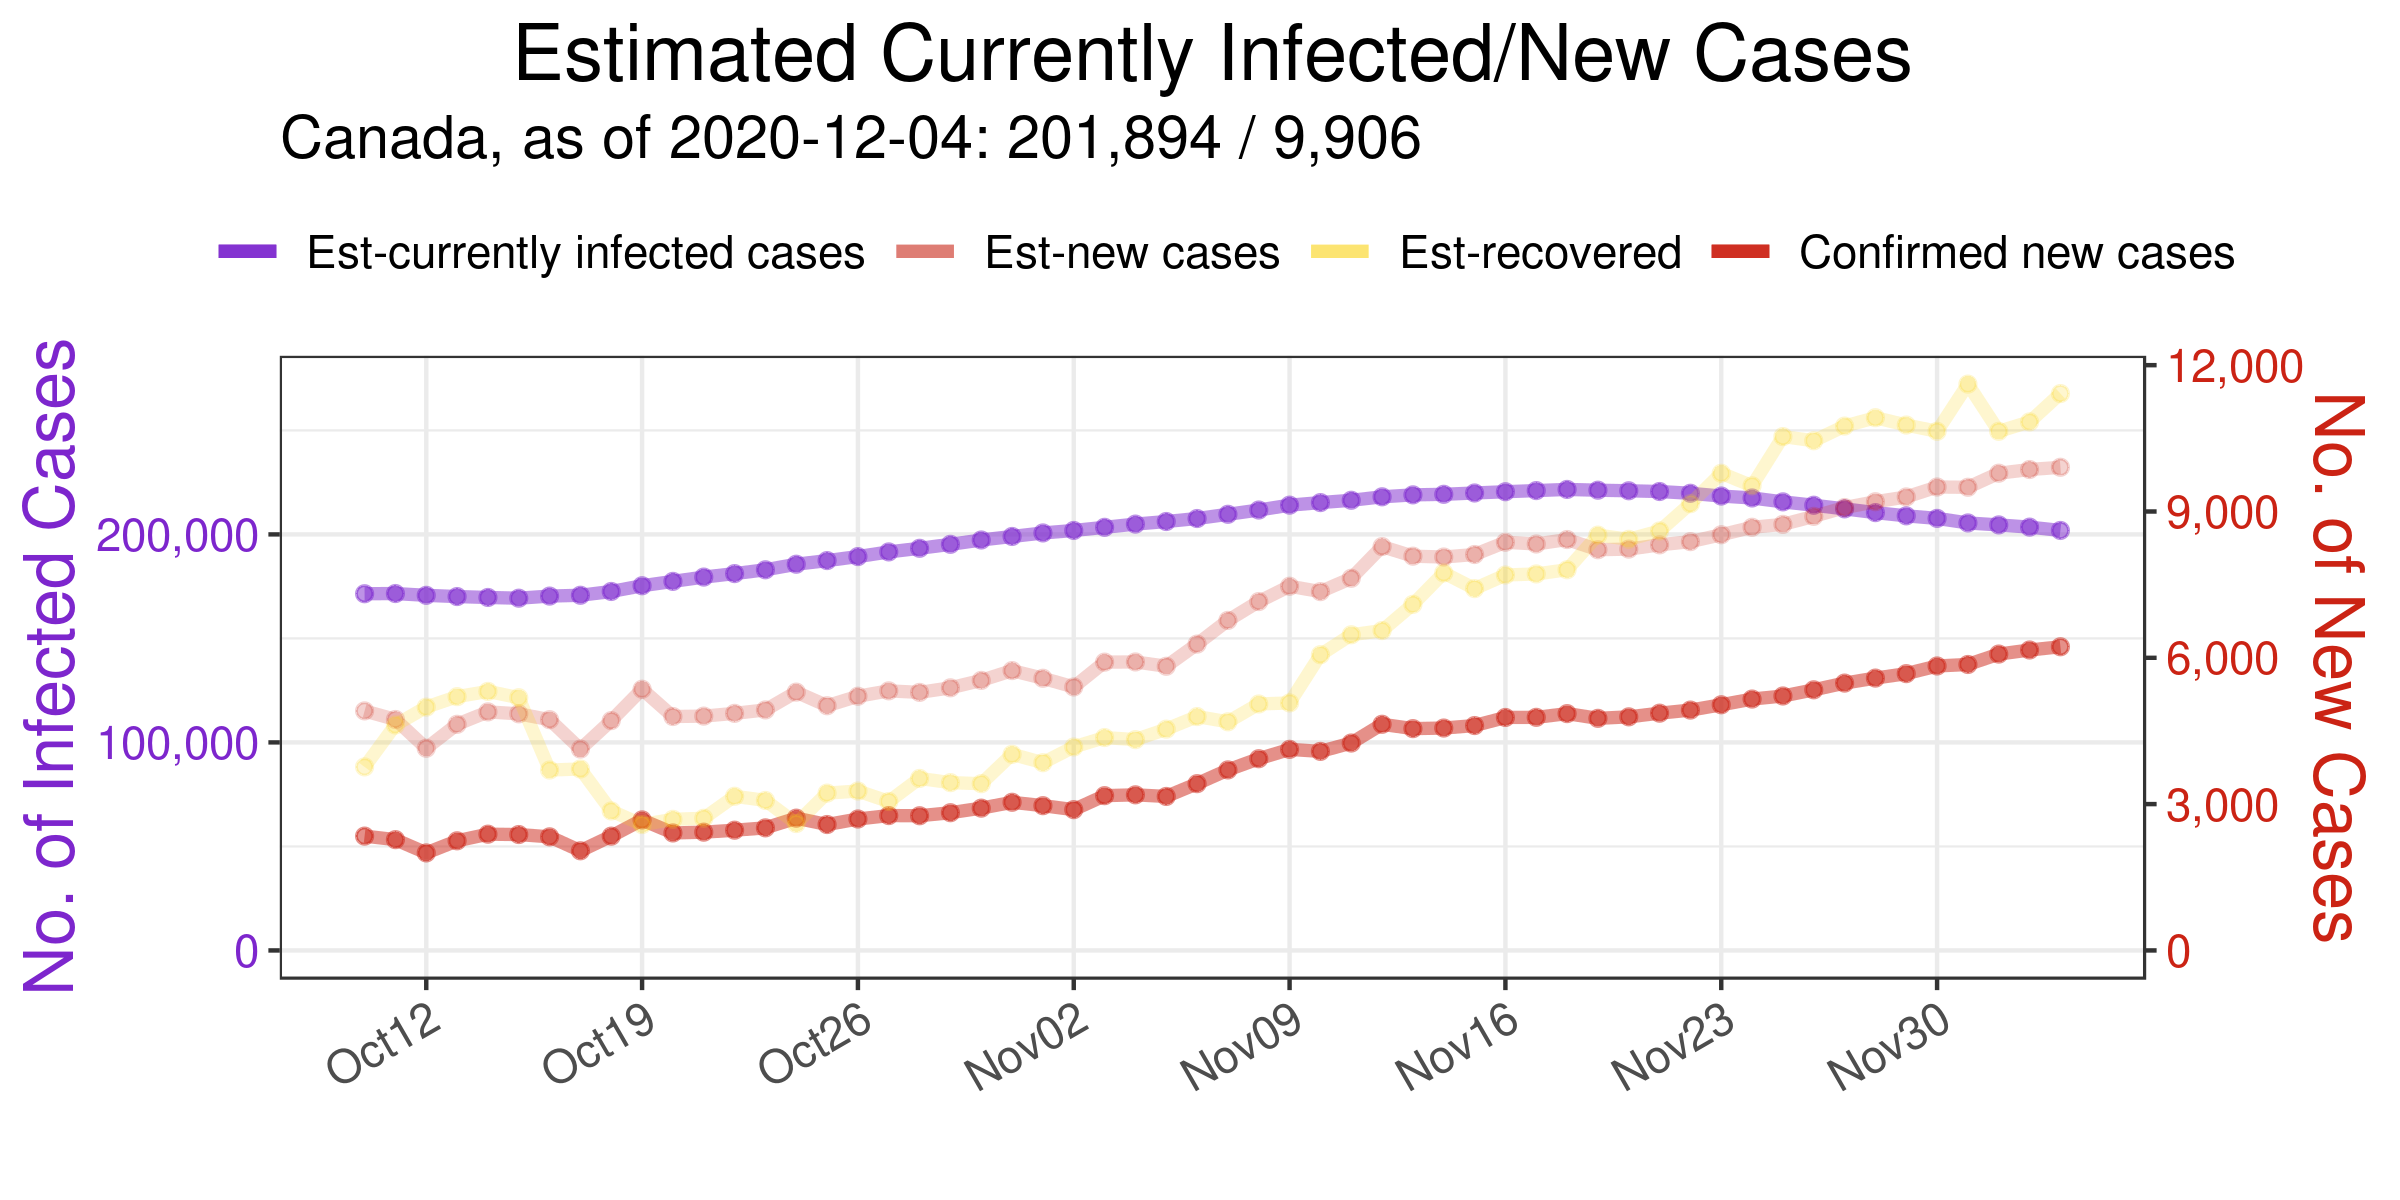 Estimated Currently Infected/New Cases
Canada, as of 2020-12-04: 201,894 / 9,906
Est-currently infected cases Est-new cases Est-recovered Confirmed new cases
No. of Infected Cases
200,000
100,000
0
12,000
9,000
6,000
3,000
0
No. of New Cases
Oct12 Oct19 Oct26 Nov02 Nov09 Nov16 Nov23 Nov30